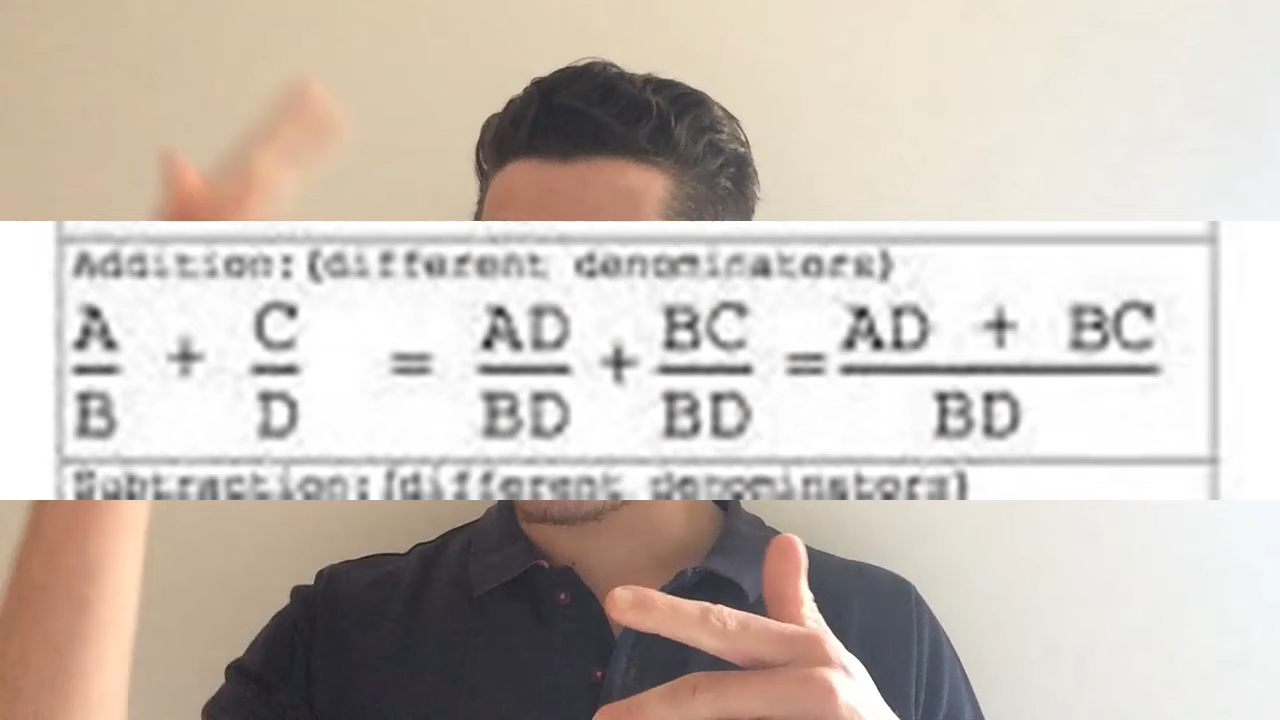 Addition:(different denominators)
A/B + C/D = AD/BD + BC/BD = AD + BC/BD
Subtraction:(different denominators)